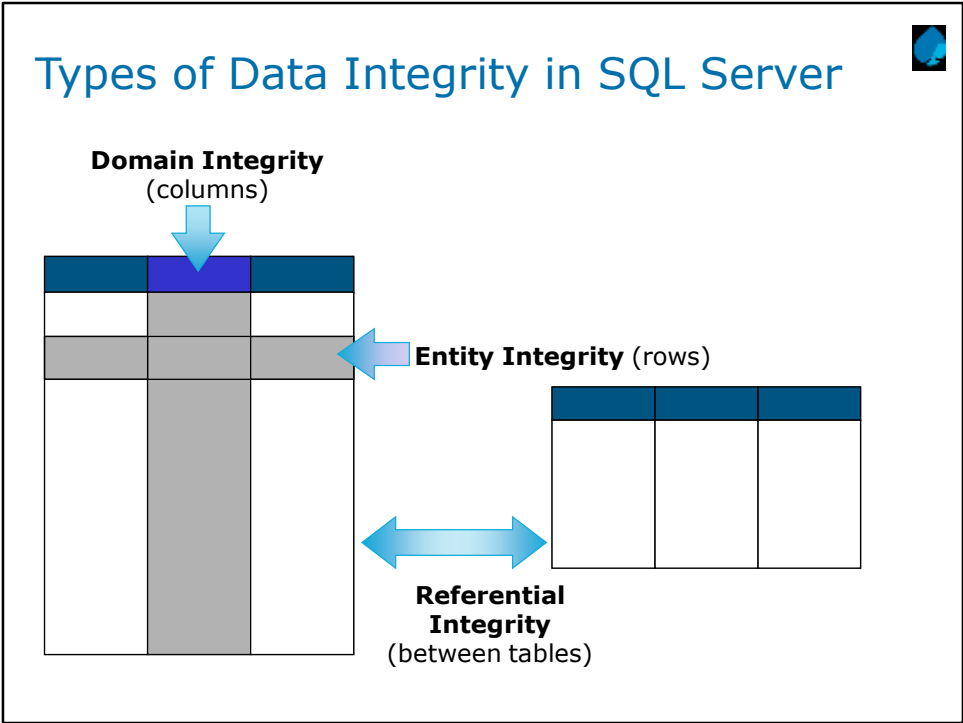 Types of Data Integrity in SQL Server
Domain Integrity
(columns)
Entity Integrity (rows)
Referential
Integrity
(between tables)